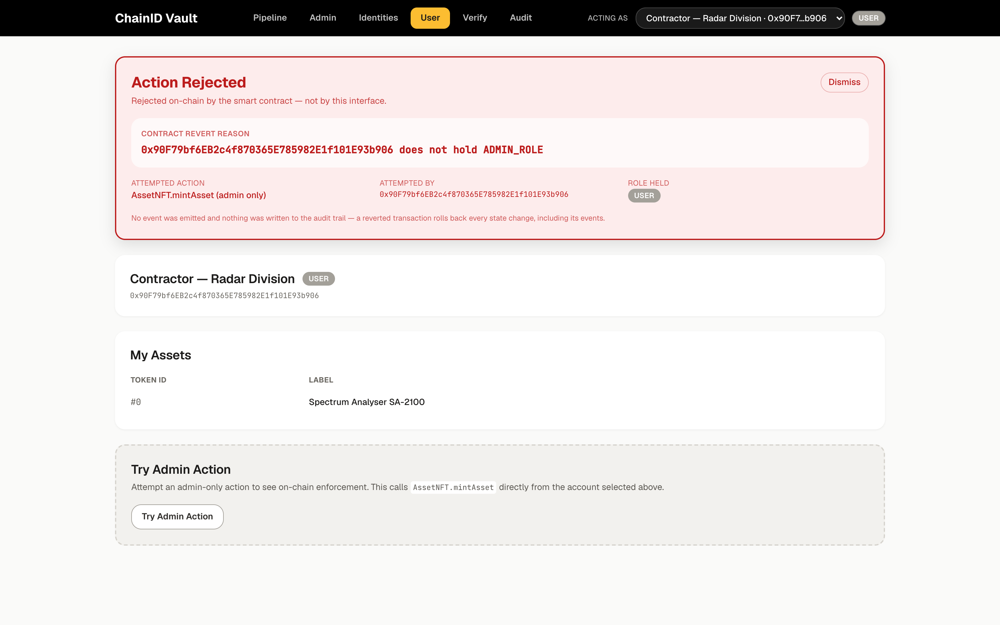 ChainID Vault
Pipeline
Admin
Identities
User
Verify
Audit
ACTING AS
Contractor — Radar Division · 0x90F7…b906
USER
Action Rejected
Dismiss
Rejected on-chain by the smart contract — not by this interface.
CONTRACT REVERT REASON
0x90F79bf6EB2c4f870365E785982E1f101E93b906 does not hold ADMIN_ROLE
ATTEMPTED ACTION
AssetNFT.mintAsset (admin only)
ATTEMPTED BY
0x90F79bf6EB2c4f870365E785982E1f101E93b906
ROLE HELD
USER
No event was emitted and nothing was written to the audit trail — a reverted transaction rolls back every state change, including its events.
Contractor — Radar Division USER
0x90F79bf6EB2c4f870365E785982E1f101E93b906
My Assets
TOKEN ID LABEL
#0 Spectrum Analyser SA-2100
Try Admin Action
Attempt an admin-only action to see on-chain enforcement. This calls AssetNFT.mintAsset directly from the account selected above.
Try Admin Action